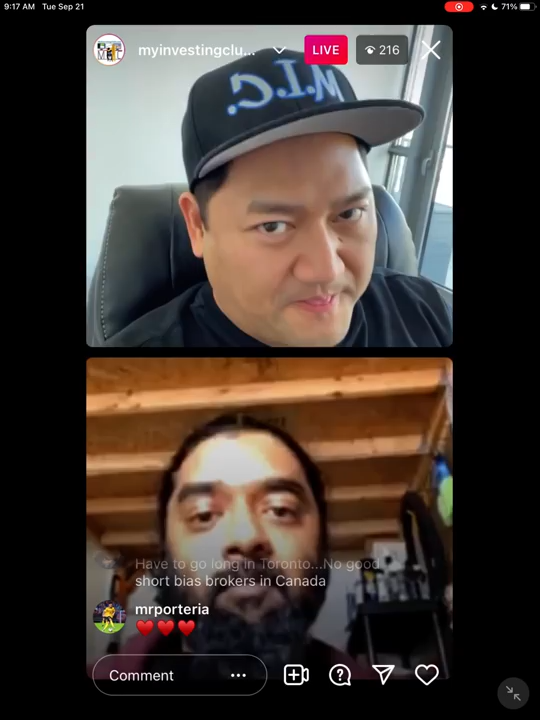 9:17 AM Tue Sep 21
71%
myinvestingclu...
LIVE
216
M.I.C.
Have to go long in Toronto...No good
short bias brokers in Canada
mrporteria
Comment